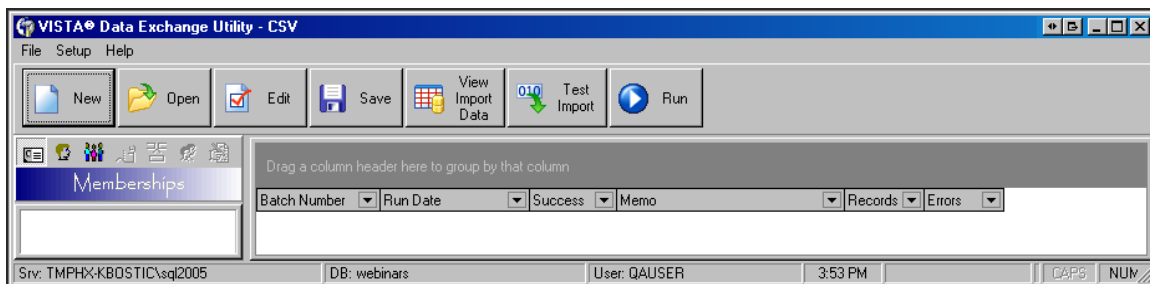 VISTA® Data Exchange Utility - CSV
File Setup Help
New
Open
Edit
Save
View
Import
Data
010
Test
Import
Run
Memberships
Drag a column header here to group by that column
Batch Number Run Date Success Memo Records Errors
Srv: TMPHX-KBOSTIC\sql2005 DB: webinars User: QAUSER 3:53 PM CAPS NUM